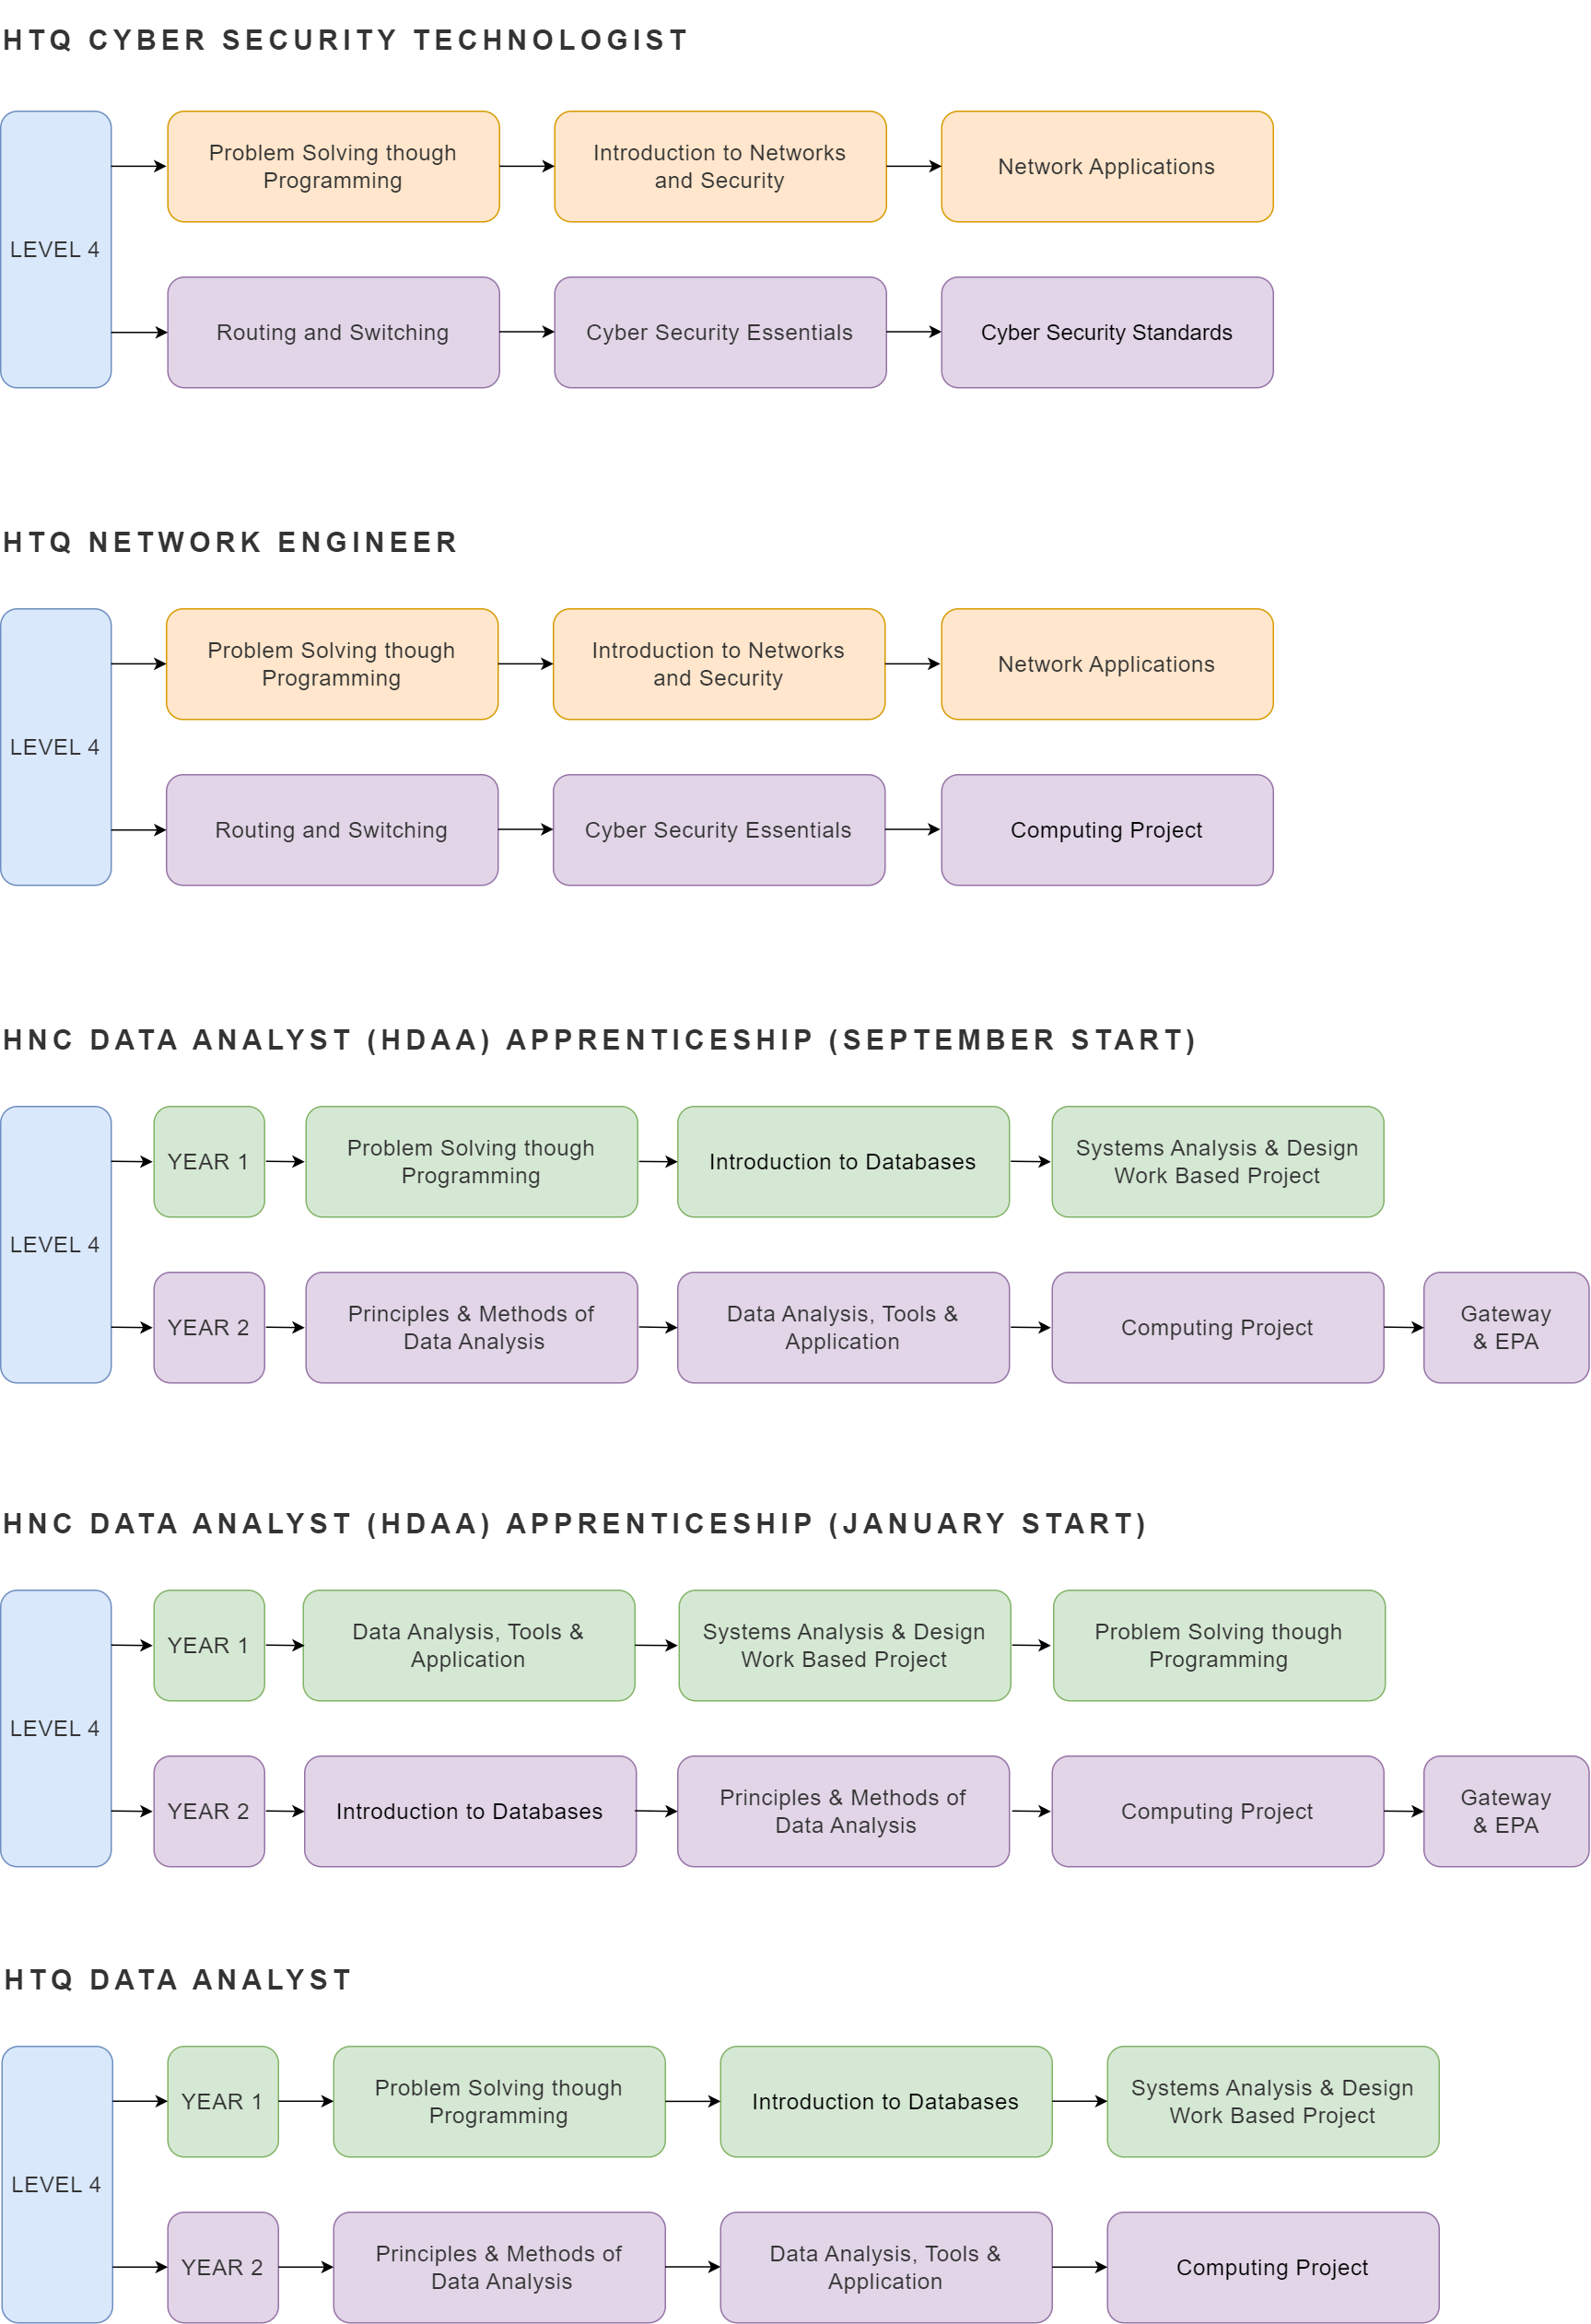 HTQ CYBER SECURITY TECHNOLOGIST
LEVEL 4
Problem Solving though
Programming
Introduction to Networks
and Security
Network Applications
Routing and Switching
Cyber Security Essentials
Cyber Security Standards
HTQ NETWORK ENGINEER
LEVEL 4
Problem Solving though
Programming
Introduction to Networks
and Security
Network Applications
Routing and Switching
Cyber Security Essentials
Computing Project
HNC DATA ANALYST (HDAA) APPRENTICESHIP (SEPTEMBER START)
LEVEL 4
YEAR 1
Problem Solving though
Programming
Introduction to Databases
Systems Analysis & Design
Work Based Project
YEAR 2
Principles & Methods of
Data Analysis
Data Analysis, Tools &
Application
Computing Project
Gateway
& EPA
HNC DATA ANALYST (HDAA) APPRENTICESHIP (JANUARY START)
LEVEL 4
YEAR 1
Data Analysis, Tools &
Application
Systems Analysis & Design
Work Based Project
Problem Solving though
Programming
YEAR 2
Introduction to Databases
Principles & Methods of
Data Analysis
Computing Project
Gateway
& EPA
HTQ DATA ANALYST
LEVEL 4
YEAR 1
Problem Solving though
Programming
Introduction to Databases
Systems Analysis & Design
Work Based Project
YEAR 2
Principles & Methods of
Data Analysis
Data Analysis, Tools &
Application
Computing Project